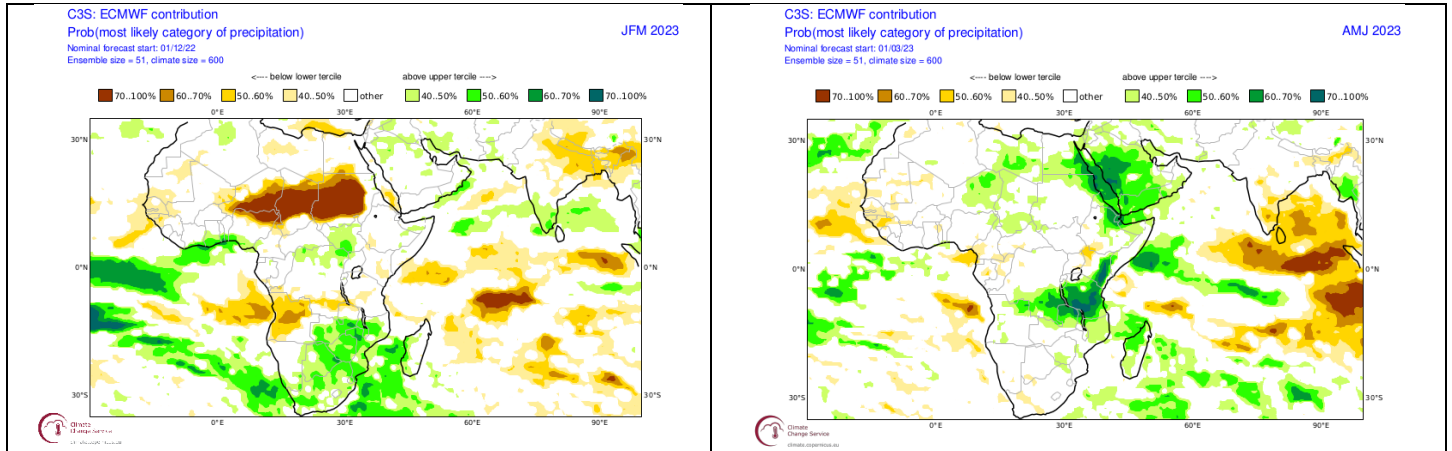 C3S: ECMWF contribution
Prob(most likely category of precipitation)
JFM 2023
Nominal forecast start: 01/12/22
Ensemble size = 51, climate size = 600
<---- below lower tercile
above upper tercile ---->
70..100% 60..70% 50..60% 40..50% other 40..50% 50..60% 60..70% 70..100%
0°E 30°E 60°E 90°E
30°N 30°N
0°N 0°N
30°S 30°S
0°E 30°E 60°E 90°E
Climate
Change Service
C3S: ECMWF contribution
Prob(most likely category of precipitation)
AMJ 2023
Nominal forecast start: 01/03/23
Ensemble size = 51, climate size = 600
<---- below lower tercile
above upper tercile ---->
70..100% 60..70% 50..60% 40..50% other 40..50% 50..60% 60..70% 70..100%
0°E 30°E 60°E 90°E
30°N 30°N
0°N 0°N
30°S 30°S
0°E 30°E 60°E 90°E
Climate
Change Service
climate.copernicus.eu